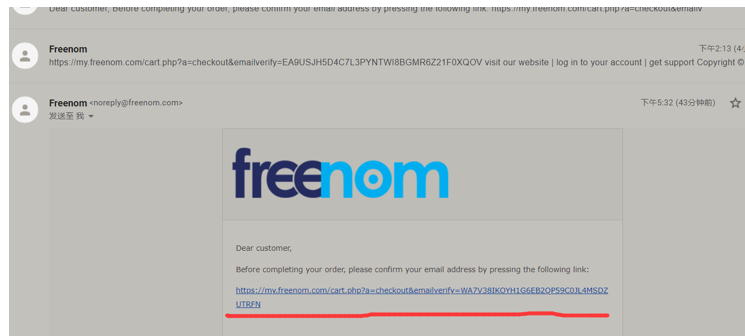 Dear customer, Before completing your order, please confirm your email address by pressing the following link: https://my.freenom.com/cart.php?a=checkout&emailv
Freenom
下午2:13 (4小
https://my.freenom.com/cart.php?a=checkout&emailverify=EA9USJH5D4C7L3PYNTWI8BGMR6Z21F0XQOV visit our website | log in to your account | get support Copyright ©
Freenom <noreply@freenom.com>
下午5:32 (43分钟前)
发送至 我
freenom
Dear customer,
Before completing your order, please confirm your email address by pressing the following link:
https://my.freenom.com/cart.php?a=checkout&emailverify=WA7V38IKOYH1G6EB2QP59C0JL4MSDZ
UTRFN